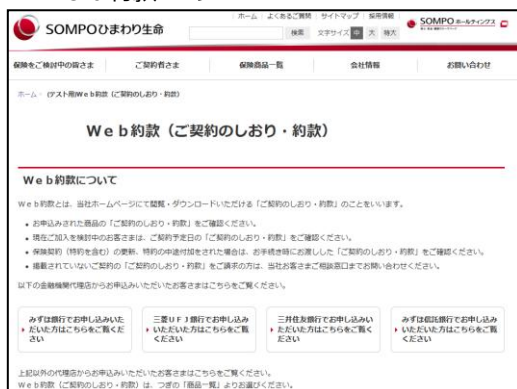 ホーム よくあるご質問 サイトマップ 採用情報
SOMPOひまわり生命
検索 文字サイズ 中 大 特大
SOMPO ホールディングス
保険をご検討中の皆さま ご契約者さま 保険商品一覧 会社情報 お問い合わせ
ホーム > (テスト用)Web約款（ご契約のしおり・約款）
Web約款（ご契約のしおり・約款）
Web約款について
Web約款とは、当社ホームページにて閲覧・ダウンロードいただける「ご契約のしおり・約款」のことをいいます。
• お申込みされた商品の「ご契約のしおり・約款」をご確認ください。
• 現在ご加入を検討中のお客さまは、ご契約予定日の「ご契約のしおり・約款」をご確認ください。
• 保険契約（特約を含む）の更新、特約の中途付加をされた場合は、お手続き時にお渡しした「ご契約のしおり・約款」をご確認ください。
• 掲載されていないご契約の「ご契約のしおり・約款」をご請求の方は、当社お客さまご相談窓口までお問い合わせください。
以下の金融機関代理店からお申込みいただいたお客さまはこちらをご覧ください。
みずほ銀行でお申し込みいただいた方はこちらをご覧ください
三菱UFJ銀行でお申し込みいただいた方はこちらをご覧ください
三井住友銀行でお申し込みいただいた方はこちらをご覧ください
みずほ信託銀行でお申し込みいただいた方はこちらをご覧ください
上記以外の代理店からお申込みいただいたお客さまはこちらをご覧ください。
Web約款（ご契約のしおり・約款）は、つぎの「商品一覧」よりお選びください。